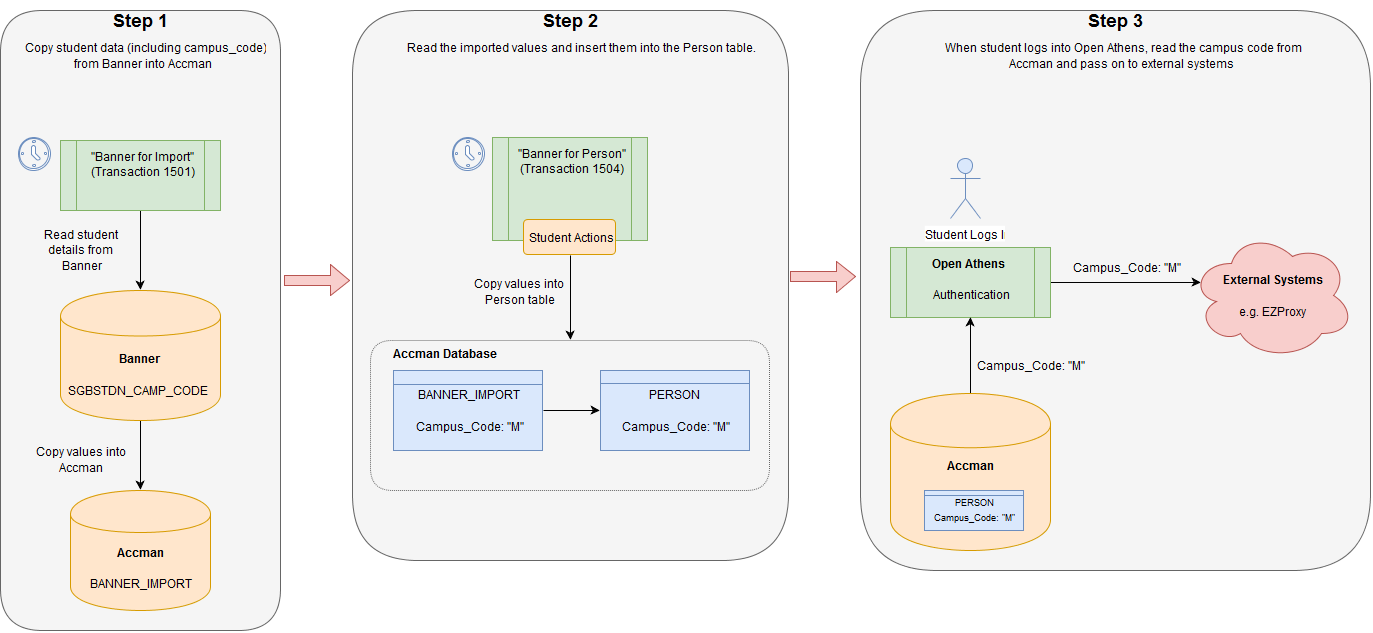 Step 1
Copy student data (including campus_code)
from Banner into Accman
"Banner for Import"
(Transaction 1501)
Read student
details from
Banner
Banner
SGBSTDN_CAMP_CODE
Copy values into
Accman
Accman
BANNER_IMPORT
Step 2
Read the imported values and insert them into the Person table.
"Banner for Person"
(Transaction 1504)
Student Actions
Copy values into
Person table
Accman Database
BANNER_IMPORT
Campus_Code: "M"
PERSON
Campus_Code: "M"
Step 3
When student logs into Open Athens, read the campus code from
Accman and pass on to external systems
Student Logs I
Open Athens
Authentication
Campus_Code: "M"
External Systems
e.g. EZProxy
Campus_Code: "M"
Accman
PERSON
Campus_Code: "M"